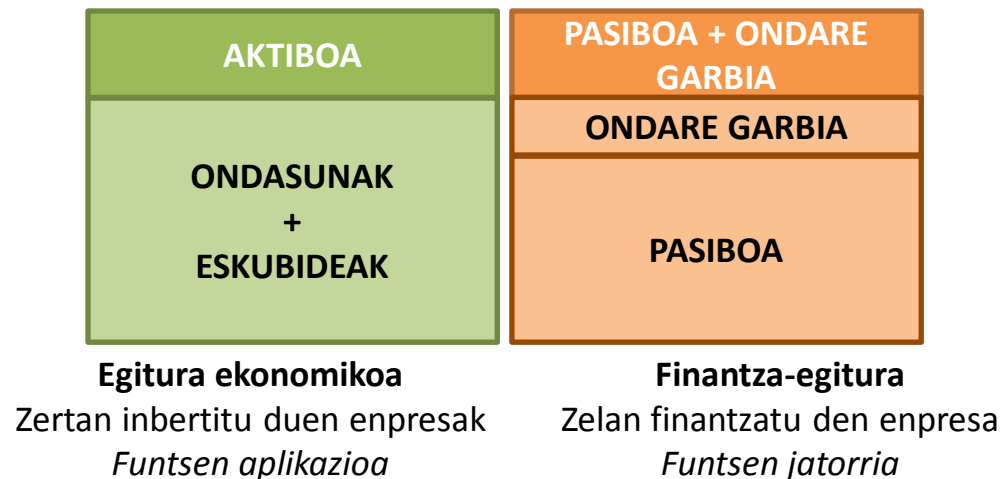 AKTIBOA
ONDASUNAK
+
ESKUBIDEAK
PASIBOA + ONDARE
GARBIA
ONDARE GARBIA
PASIBOA
Egitura ekonomikoa
Zertan inbertitu duen enpresak
Funtsen aplikazioa
Finantza-egitura
Zelan finantzatu den enpresa
Funtsen jatorria